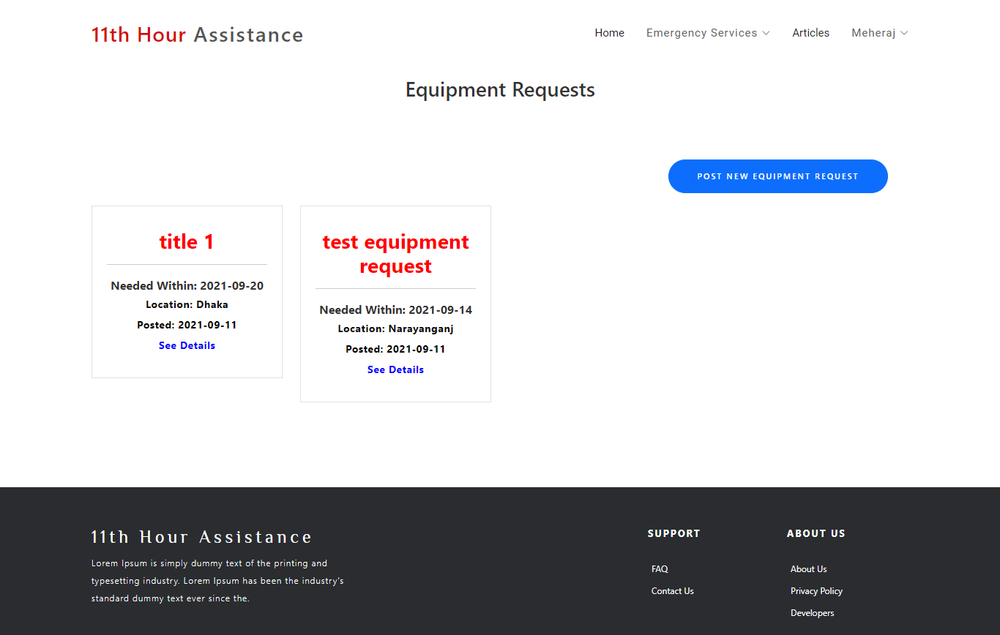 11th Hour Assistance
Home
Emergency Services
Articles
Meheraj
Equipment Requests
POST NEW EQUIPMENT REQUEST
title 1
Needed Within: 2021-09-20
Location: Dhaka
Posted: 2021-09-11
See Details
test equipment
request
Needed Within: 2021-09-14
Location: Narayanganj
Posted: 2021-09-11
See Details
11th Hour Assistance
Lorem Ipsum is simply dummy text of the printing and
typesetting industry. Lorem Ipsum has been the industry's
standard dummy text ever since the.
SUPPORT
FAQ
Contact Us
ABOUT US
About Us
Privacy Policy
Developers